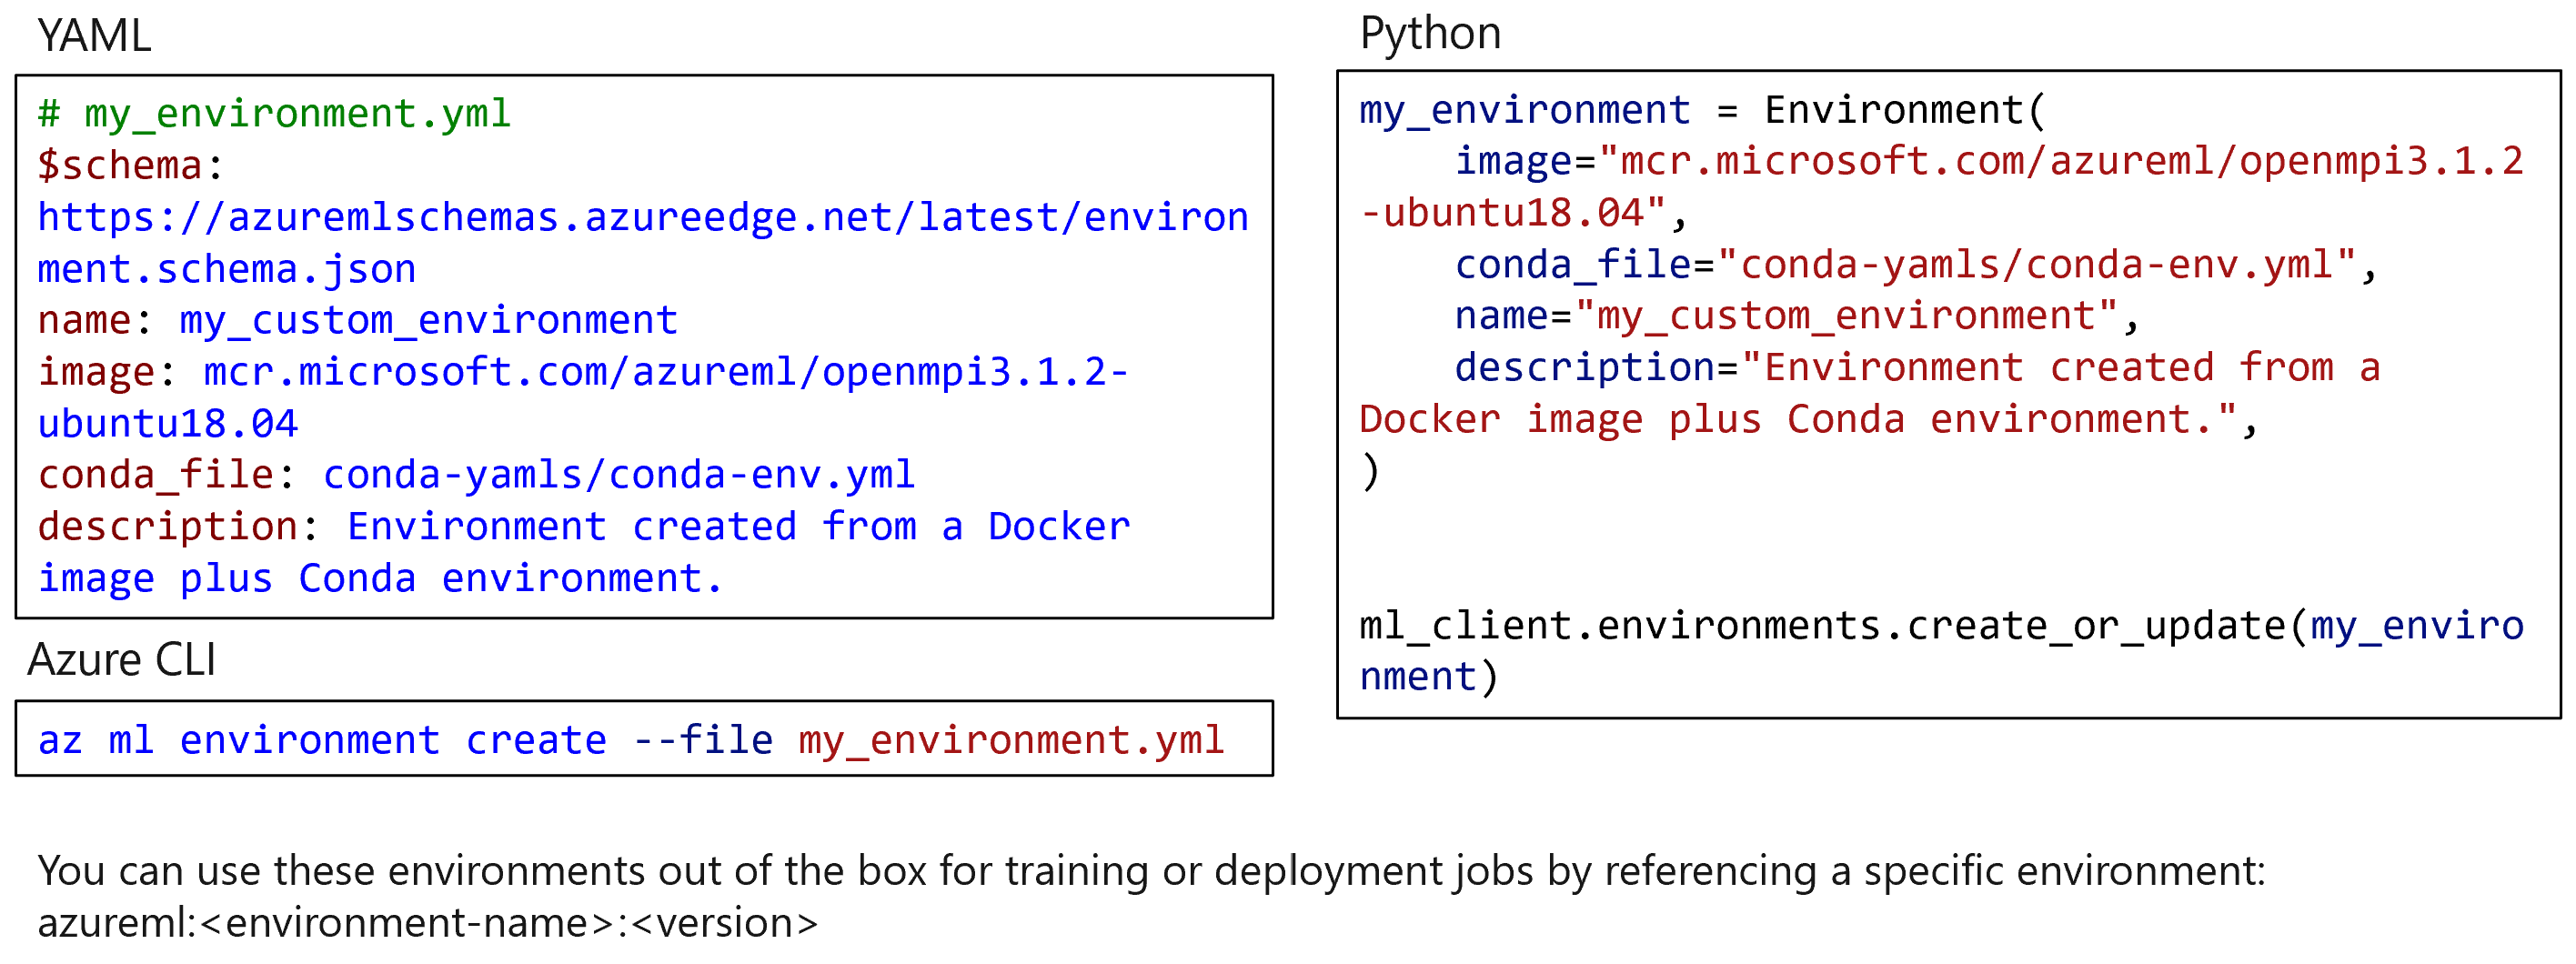 YAML
# my_environment.yml
$schema:
https://azuremlschemas.azureedge.net/latest/environ
ment.schema.json
name: my_custom_environment
image: mcr.microsoft.com/azureml/openmpi3.1.2-
ubuntu18.04
conda_file: conda-yamls/conda-env.yml
description: Environment created from a Docker
image plus Conda environment.
Azure CLI
az ml environment create --file my_environment.yml
Python
my_environment = Environment(
    image="mcr.microsoft.com/azureml/openmpi3.1.2
-ubuntu18.04",
    conda_file="conda-yamls/conda-env.yml",
    name="my_custom_environment",
    description="Environment created from a
Docker image plus Conda environment.",
)
ml_client.environments.create_or_update(my_enviro
nment)
You can use these environments out of the box for training or deployment jobs by referencing a specific environment:
azureml:<environment-name>:<version>